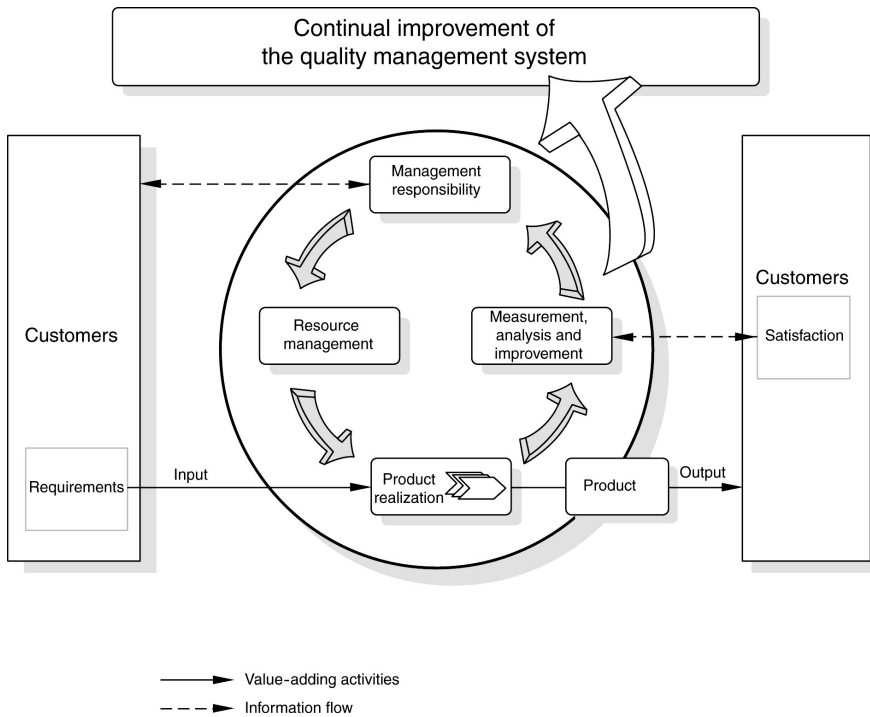 Continual improvement of
the quality management system
Management
responsibility
Customers
Customers
Resource
management
Measurement,
analysis and
improvement
Satisfaction
Requirements
Input
Product
realization
Product
Output
Value-adding activities
Information flow